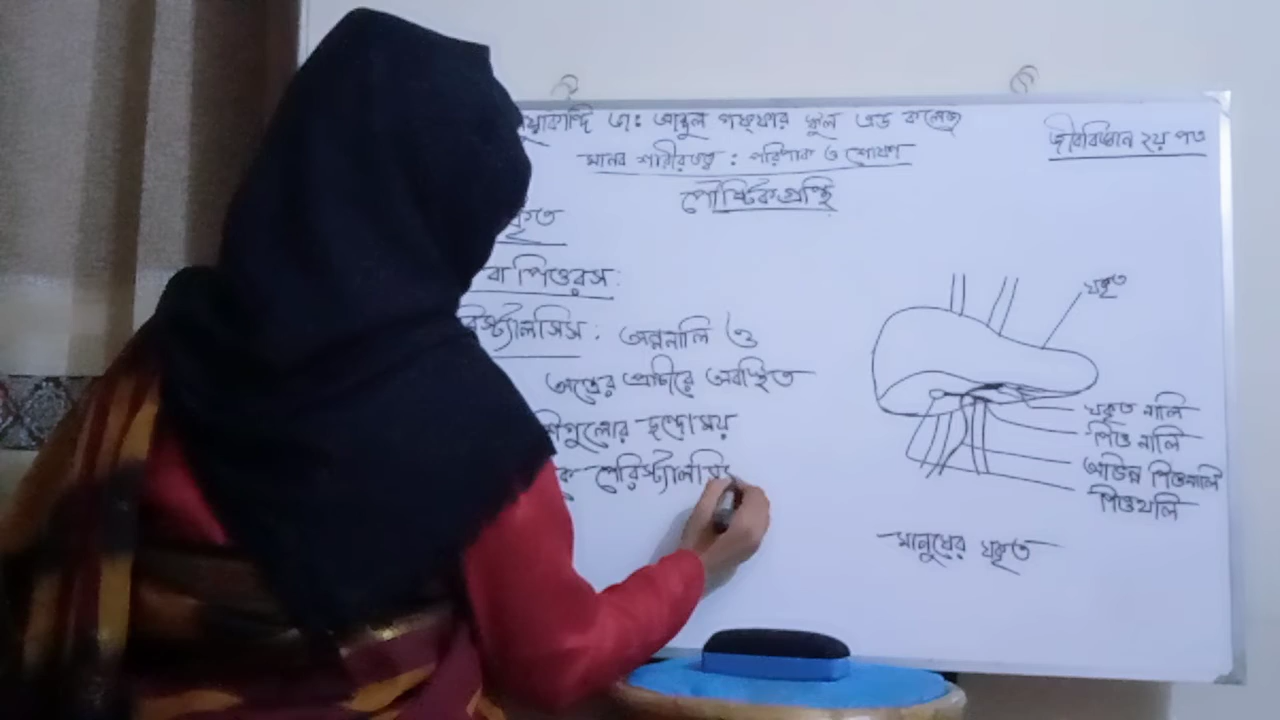 ডাঃ আব্দুল গফ্ফার স্কুল এন্ড কলেজ
জীববিজ্ঞান ২য় পত্র
মানব শারীরতত্ত্ব : পরিপাক ও শোষণ
পৌষ্টিকগ্রন্থি
বা পিত্তরস :
অন্ননালি ও
অন্ত্রের প্রাচীরে অবস্থিত
ছন্দোময়
পেরিস্ট্যালসিস
যকৃত
যকৃত নালি
পিত্ত নালি
অভিন্ন পিত্তনালি
পিত্তথলি
মানুষের যকৃত